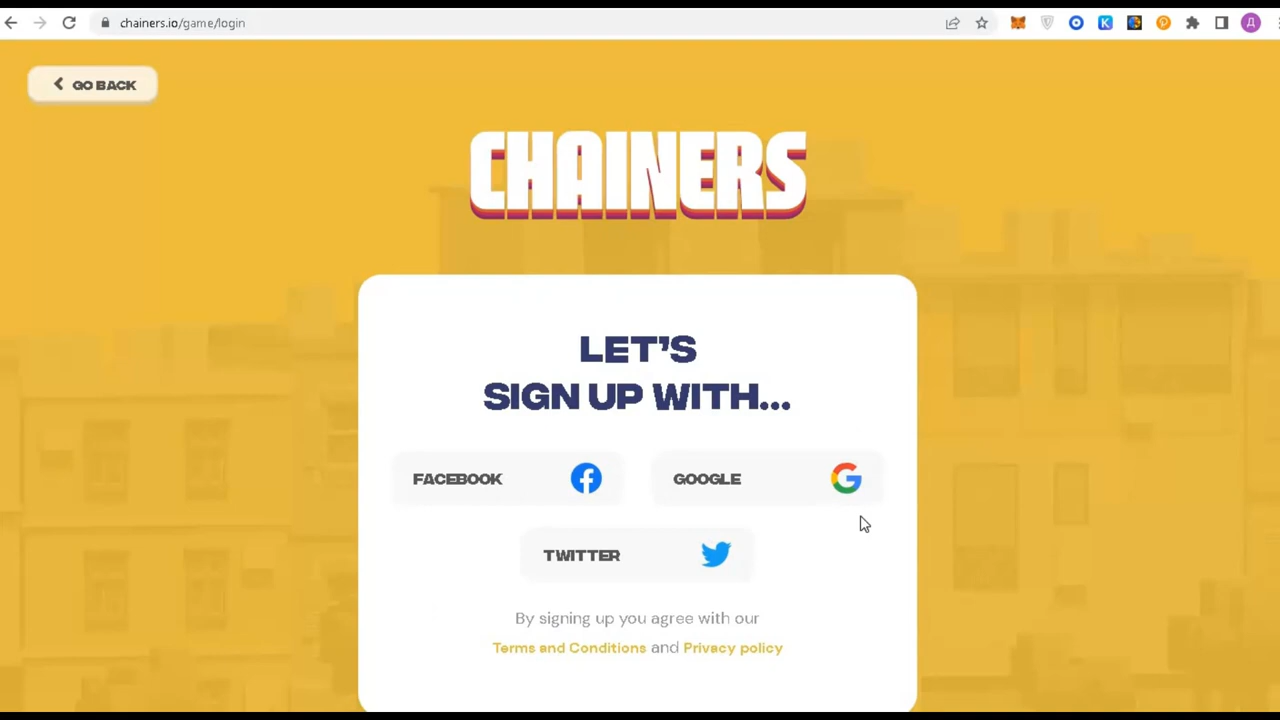 chainers.io/game/login
Д
GO BACK
CHAINERS
LET'S
SIGN UP WITH...
FACEBOOK
GOOGLE
TWITTER
By signing up you agree with our
Terms and Conditions and Privacy policy